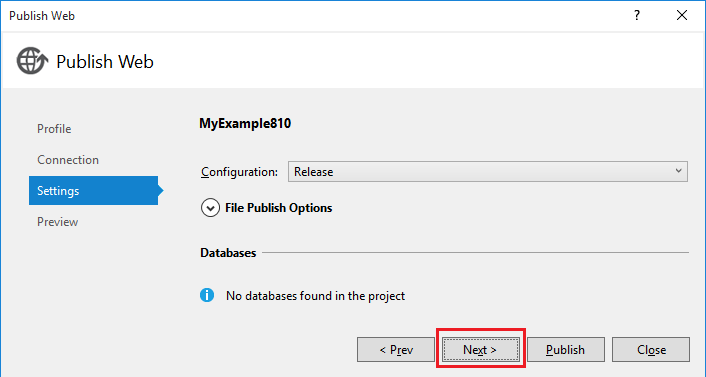 Publish Web
?
Publish Web
Profile
Connection
Settings
Preview
MyExample810
Configuration: Release
File Publish Options
Databases
No databases found in the project
< Prev Next > Publish Close